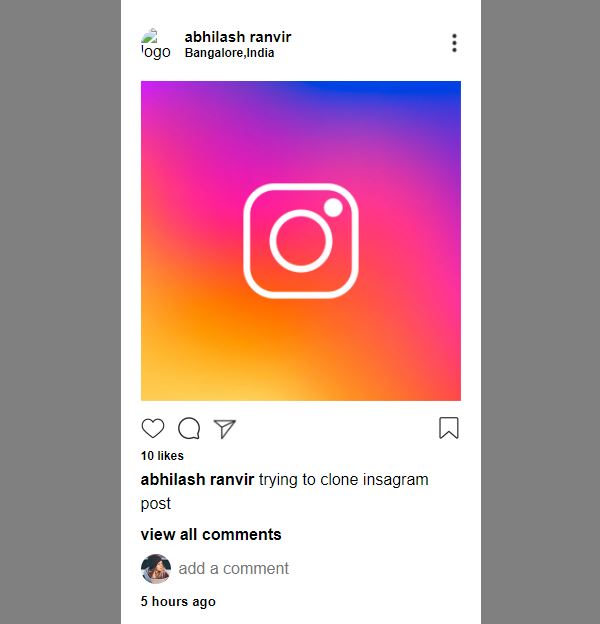 logo
abhilash ranvir
Bangalore,India
10 likes
abhilash ranvir trying to clone insagram
post
view all comments
add a comment
5 hours ago